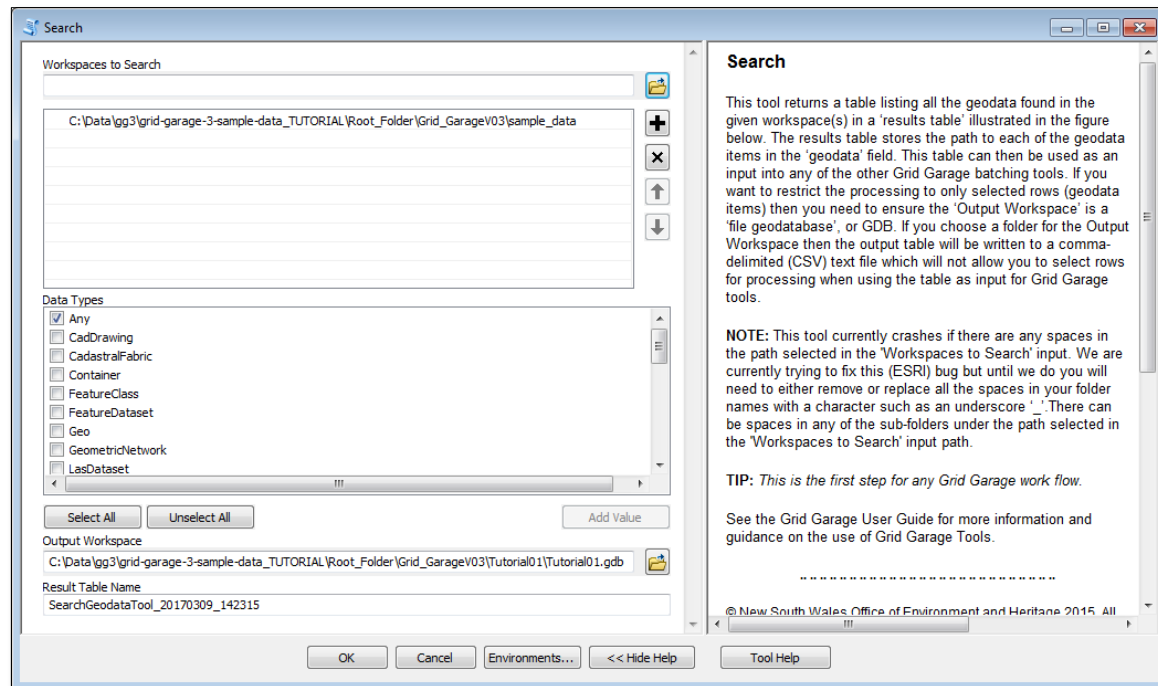 Search
Workspaces to Search
C:\Data\gg3\grid-garage-3-sample-data_TUTORIAL\Root_Folder\Grid_GarageV03\sample_data
Data Types
Any
CadDrawing
CadastralFabric
Container
FeatureClass
FeatureDataset
Geo
GeometricNetwork
LasDataset
Select All
Unselect All
Add Value
Output Workspace
C:\Data\gg3\grid-garage-3-sample-data_TUTORIAL\Root_Folder\Grid_GarageV03\Tutorial01\Tutorial01.gdb
Result Table Name
SearchGeodataTool_20170309_142315
Search
This tool returns a table listing all the geodata found in the
given workspace(s) in a ‘results table’ illustrated in the figure
below. The results table stores the path to each of the geodata
items in the ‘geodata’ field. This table can then be used as an
input into any of the other Grid Garage batching tools. If you
want to restrict the processing to only selected rows (geodata
items) then you need to ensure the ‘Output Workspace’ is a
‘file geodatabase’, or GDB. If you choose a folder for the Output
Workspace then the output table will be written to a comma-
delimited (CSV) text file which will not allow you to select rows
for processing when using the table as input for Grid Garage
tools.
NOTE: This tool currently crashes if there are any spaces in
the path selected in the 'Workspaces to Search' input. We are
currently trying to fix this (ESRI) bug but until we do you will
need to either remove or replace all the spaces in your folder
names with a character such as an underscore ‘_’.There can
be spaces in any of the sub-folders under the path selected in
the 'Workspaces to Search' input path.
TIP: This is the first step for any Grid Garage work flow.
See the Grid Garage User Guide for more information and
guidance on the use of Grid Garage Tools.
© New South Wales Office of Environment and Heritage 2015. All
OK
Cancel
Environments...
<< Hide Help
Tool Help